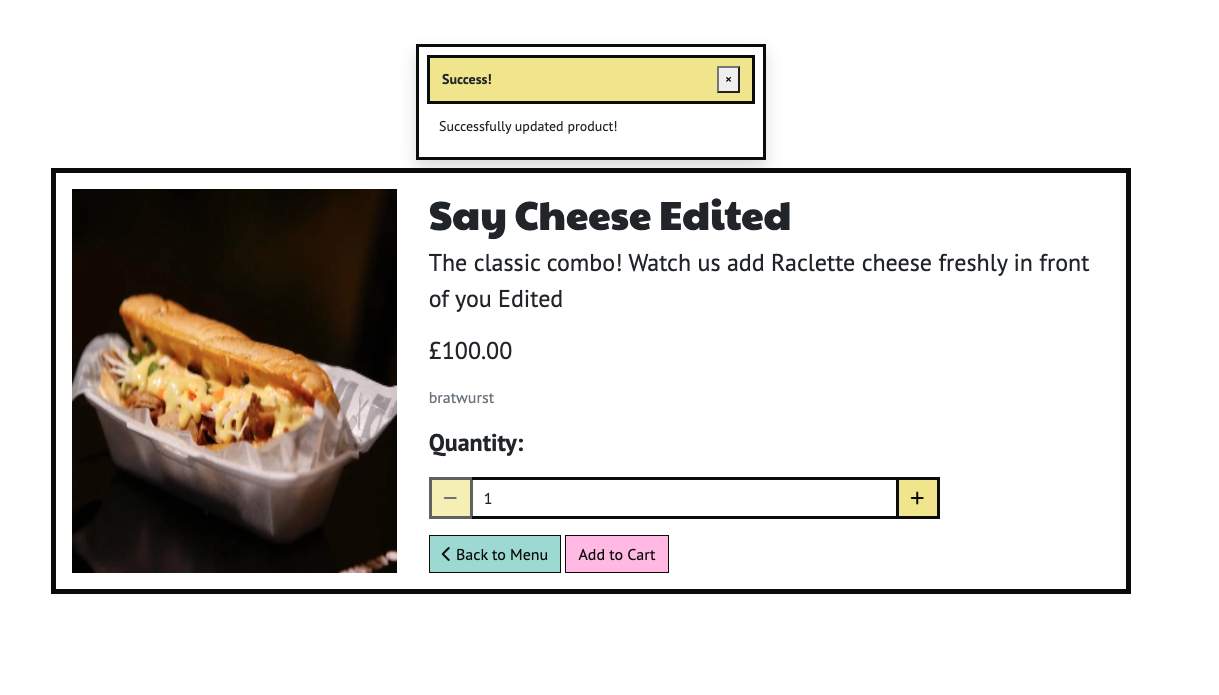 Success!
×
Successfully updated product!
Say Cheese Edited
The classic combo! Watch us add Raclette cheese freshly in front
of you Edited
£100.00
bratwurst
Quantity:
− 1 +
Back to Menu
Add to Cart